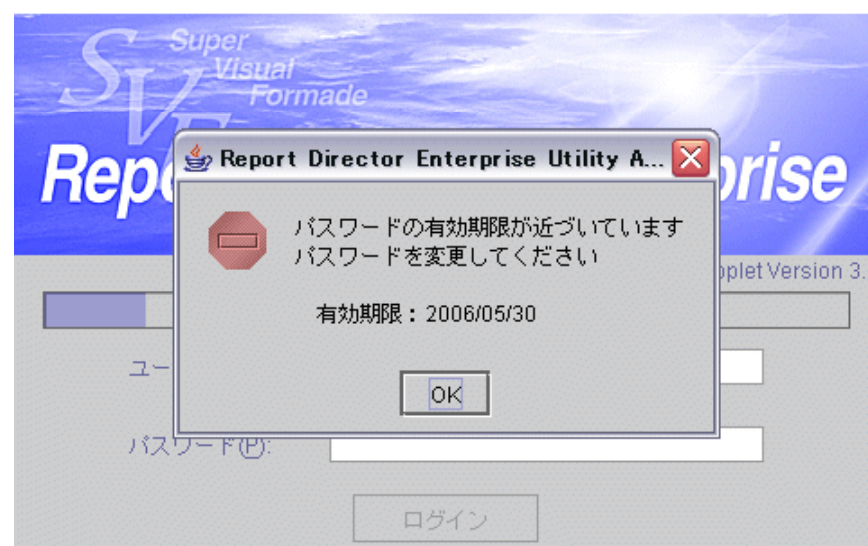 Super
Visual
Formade
SV
Report Director Enterprise Utility A...
Rep
prise
パスワードの有効期限が近づいています
パスワードを変更してください
pplet Version 3.
有効期限：2006/05/30
ユー
OK
パスワード(P):
ログイン